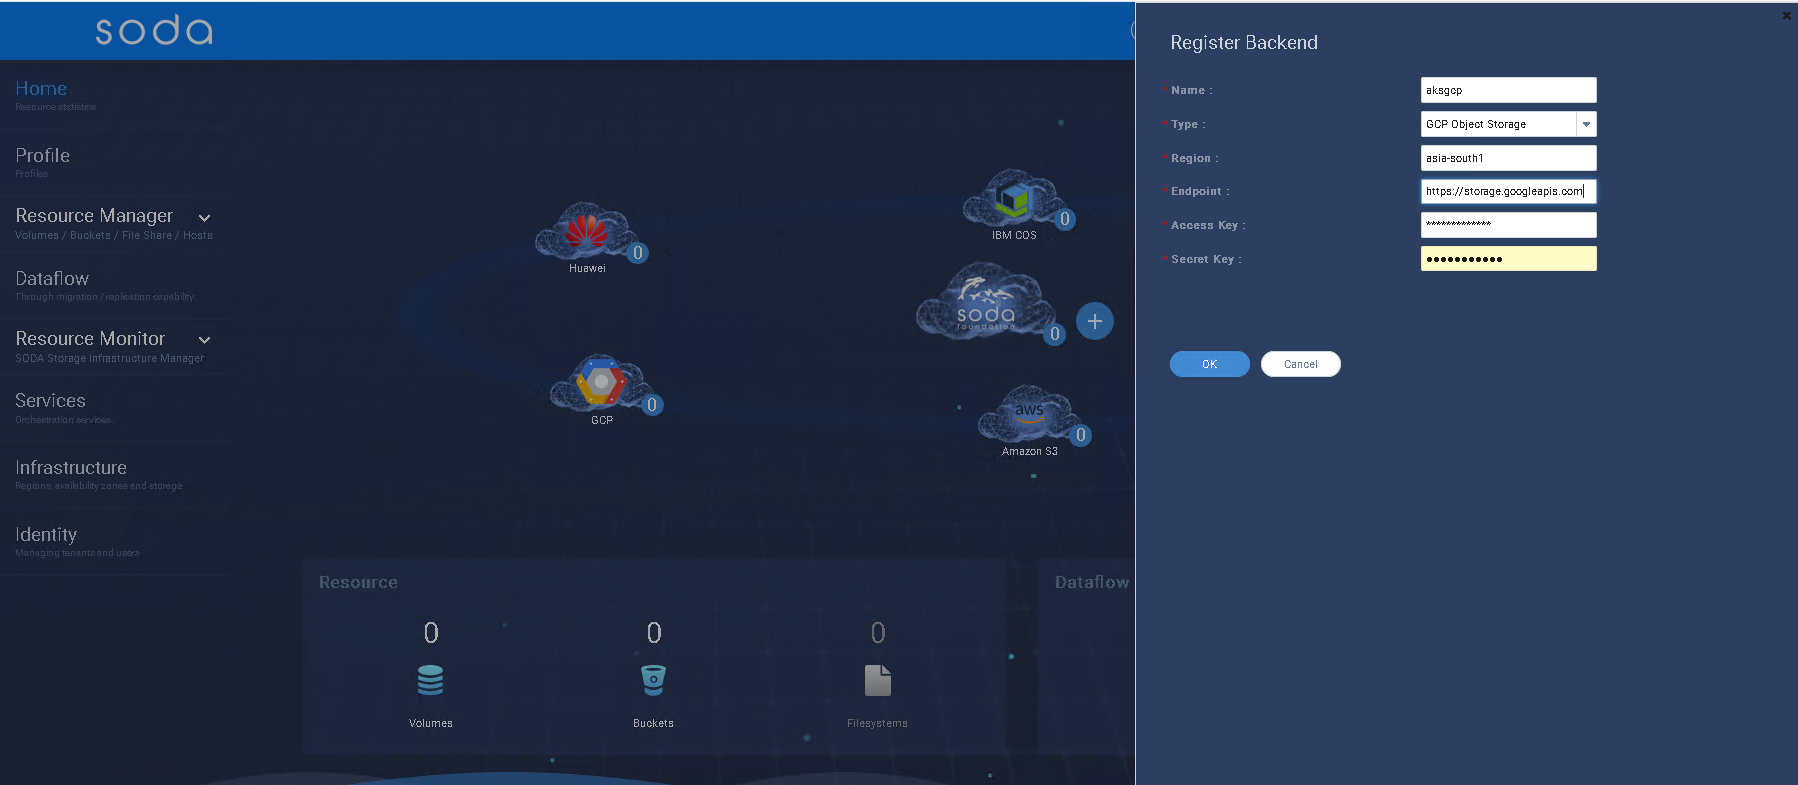 soda
Home
Resource statistics
Profile
Profiles
Resource Manager
Volumes / Buckets / File Share / Hosts
Dataflow
Through migration / replication capability.
Resource Monitor
SODA Storage Infrastructure Manager
Services
Orchestration services.
Infrastructure
Regions, availability zones and storage
Identity
Managing tenants and users
Huawei
0
GCP
0
IBM COS
0
soda
foundation
0
+
aws
Amazon S3
0
Resource
0
Volumes
0
Buckets
0
Filesystems
Dataflow
Register Backend
* Name :
aksgcp
* Type :
GCP Object Storage
* Region :
asia-south1
* Endpoint :
https://storage.googleapis.com
* Access Key :
*************
* Secret Key :
●●●●●●●●●●●
OK
Cancel